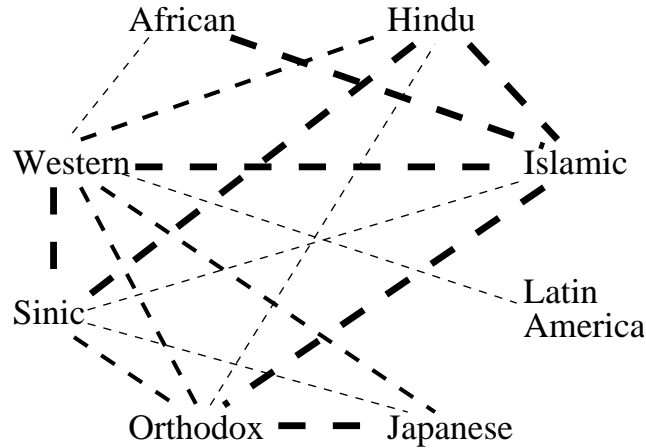 African
Hindu
Western
Islamic
Sinic
Latin
America
Orthodox
Japanese